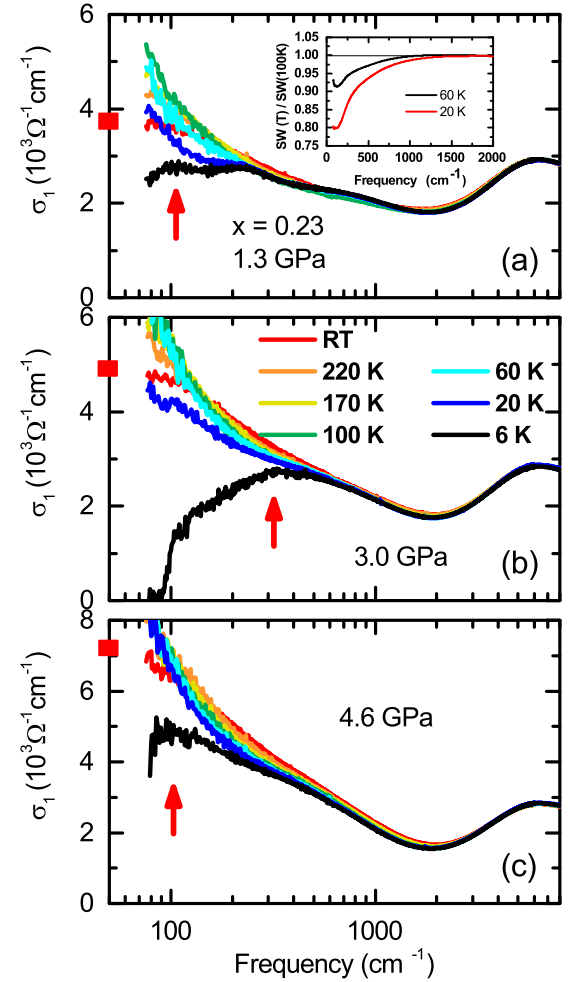 6
4
2
0
σ1 (10³Ω⁻¹cm⁻¹)
1.05
1.00
0.95
0.90
0.85
0.80
0.75
SW(T) / SW(100K)
60 K
20 K
0 500 1000 1500 2000
Frequency (cm⁻¹)
x = 0.23
1.3 GPa
(a)
6
4
2
0
σ1 (10³Ω⁻¹cm⁻¹)
RT
220 K 60 K
170 K 20 K
100 K 6 K
3.0 GPa
(b)
8
6
4
2
0
σ1 (10³Ω⁻¹cm⁻¹)
4.6 GPa
(c)
100 1000
Frequency (cm ⁻¹)